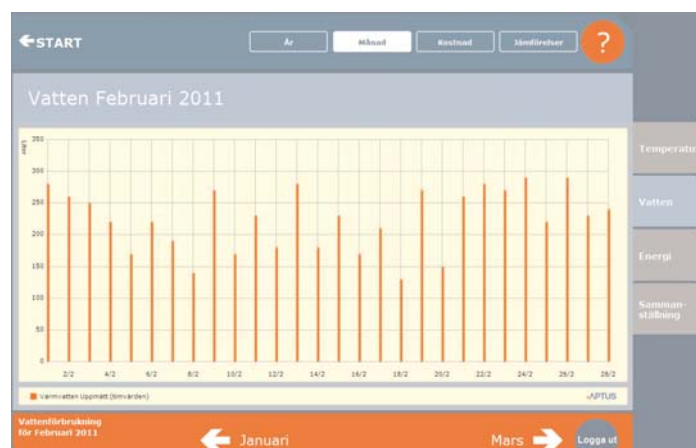 START
År
Månad
Kostnad
Jämförelser
?
Vatten Februari 2011
Temperatu
Vatten
Energi
Samman-
ställning
Liter
350
300
250
200
150
100
50
0
2/2 4/2 6/2 8/2 10/2 12/2 14/2 16/2 18/2 20/2 22/2 24/2 26/2 28/2
Varmvatten Uppmätt (timvärden)
APTUS
Vattenförbrukning
för Februari 2011
Januari
Mars
Logga ut